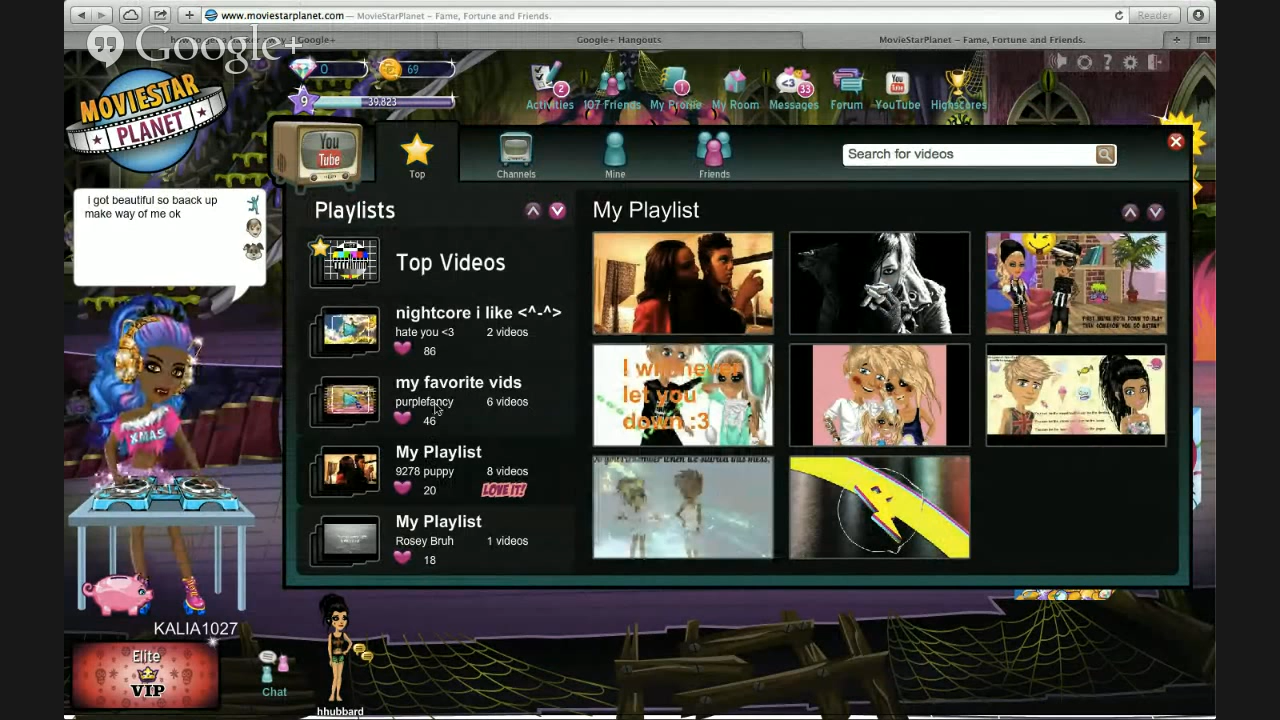 www.moviestarplanet.com — MovieStarPlanet – Fame, Fortune and Friends.
Reader
Google+
Google+ Hangouts
MovieStarPlanet – Fame, Fortune and Friends.
MOVIESTAR
PLANET
0
69
9
39.823
2
33
Activities
107 Friends
My Profile
My Room
Messages
Forum
YouTube
Highscores
You
Tube
Top
Channels
Mine
Friends
Search for videos
i got beautiful so baack up
make way of me ok
Playlists
My Playlist
Top Videos
nightcore i like <^-^>
hate you <3 2 videos
86
my favorite vids
purplefancy 6 videos
46
My Playlist
9278 puppy 8 videos
20 LOVE IT!
My Playlist
Rosey Bruh 1 videos
18
let you
down :3
XMAS
KALIA1027
Elite
VIP
Chat
hhubbard